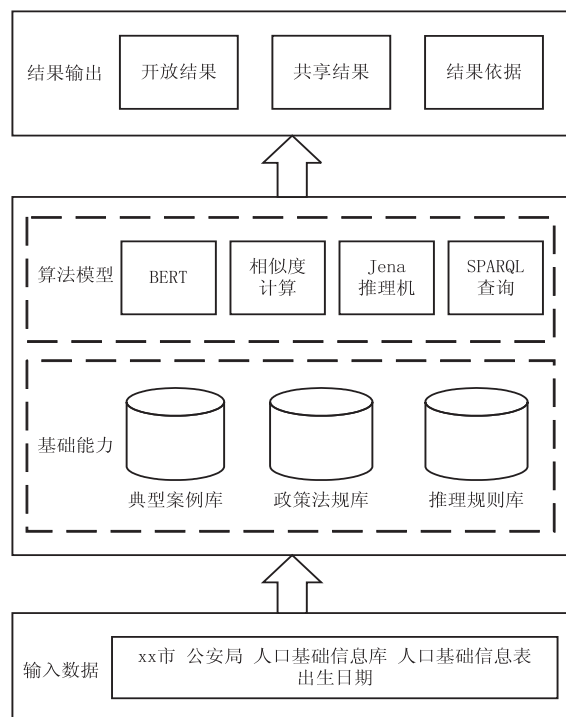 结果输出
开放结果
共享结果
结果依据
算法模型
BERT
相似度
计算
Jena
推理机
SPARQL
查询
基础能力
典型案例库
政策法规库
推理规则库
输入数据
xx市 公安局 人口基础信息库 人口基础信息表
出生日期